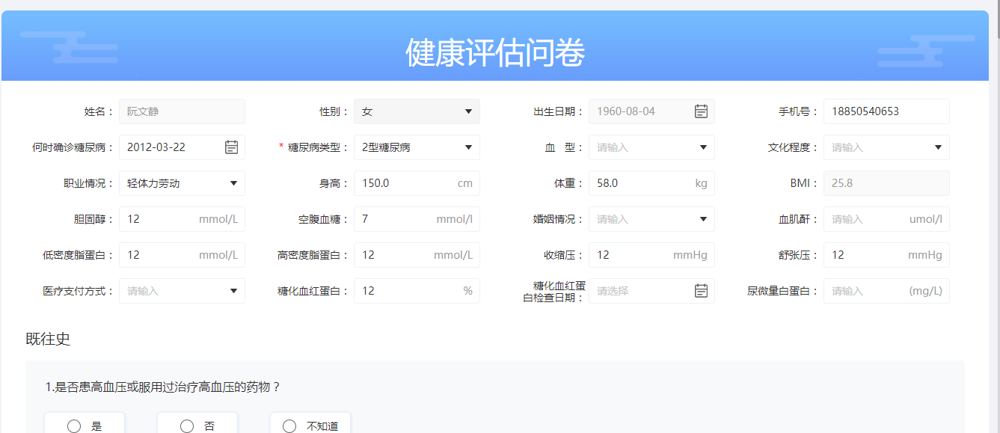 健康评估问卷
姓名： 阮文静 性别： 女 出生日期： 1960-08-04 手机号： 18850540653
何时确诊糖尿病： 2012-03-22 * 糖尿病类型： 2型糖尿病 血 型： 请输入 文化程度： 请输入
职业情况： 轻体力劳动 身高： 150.0 cm 体重： 58.0 kg BMI： 25.8
胆固醇： 12 mmol/L 空腹血糖： 7 mmol/l 婚姻情况： 请输入 血肌酐： 请输入 umol/l
低密度脂蛋白： 12 mmol/L 高密度脂蛋白： 12 mmol/L 收缩压： 12 mmHg 舒张压： 12 mmHg
医疗支付方式： 请输入 糖化血红蛋白： 12 % 糖化血红蛋白检查日期： 请选择 尿微量白蛋白： 请输入 (mg/L)
既往史
1.是否患高血压或服用过治疗高血压的药物？
是 否 不知道